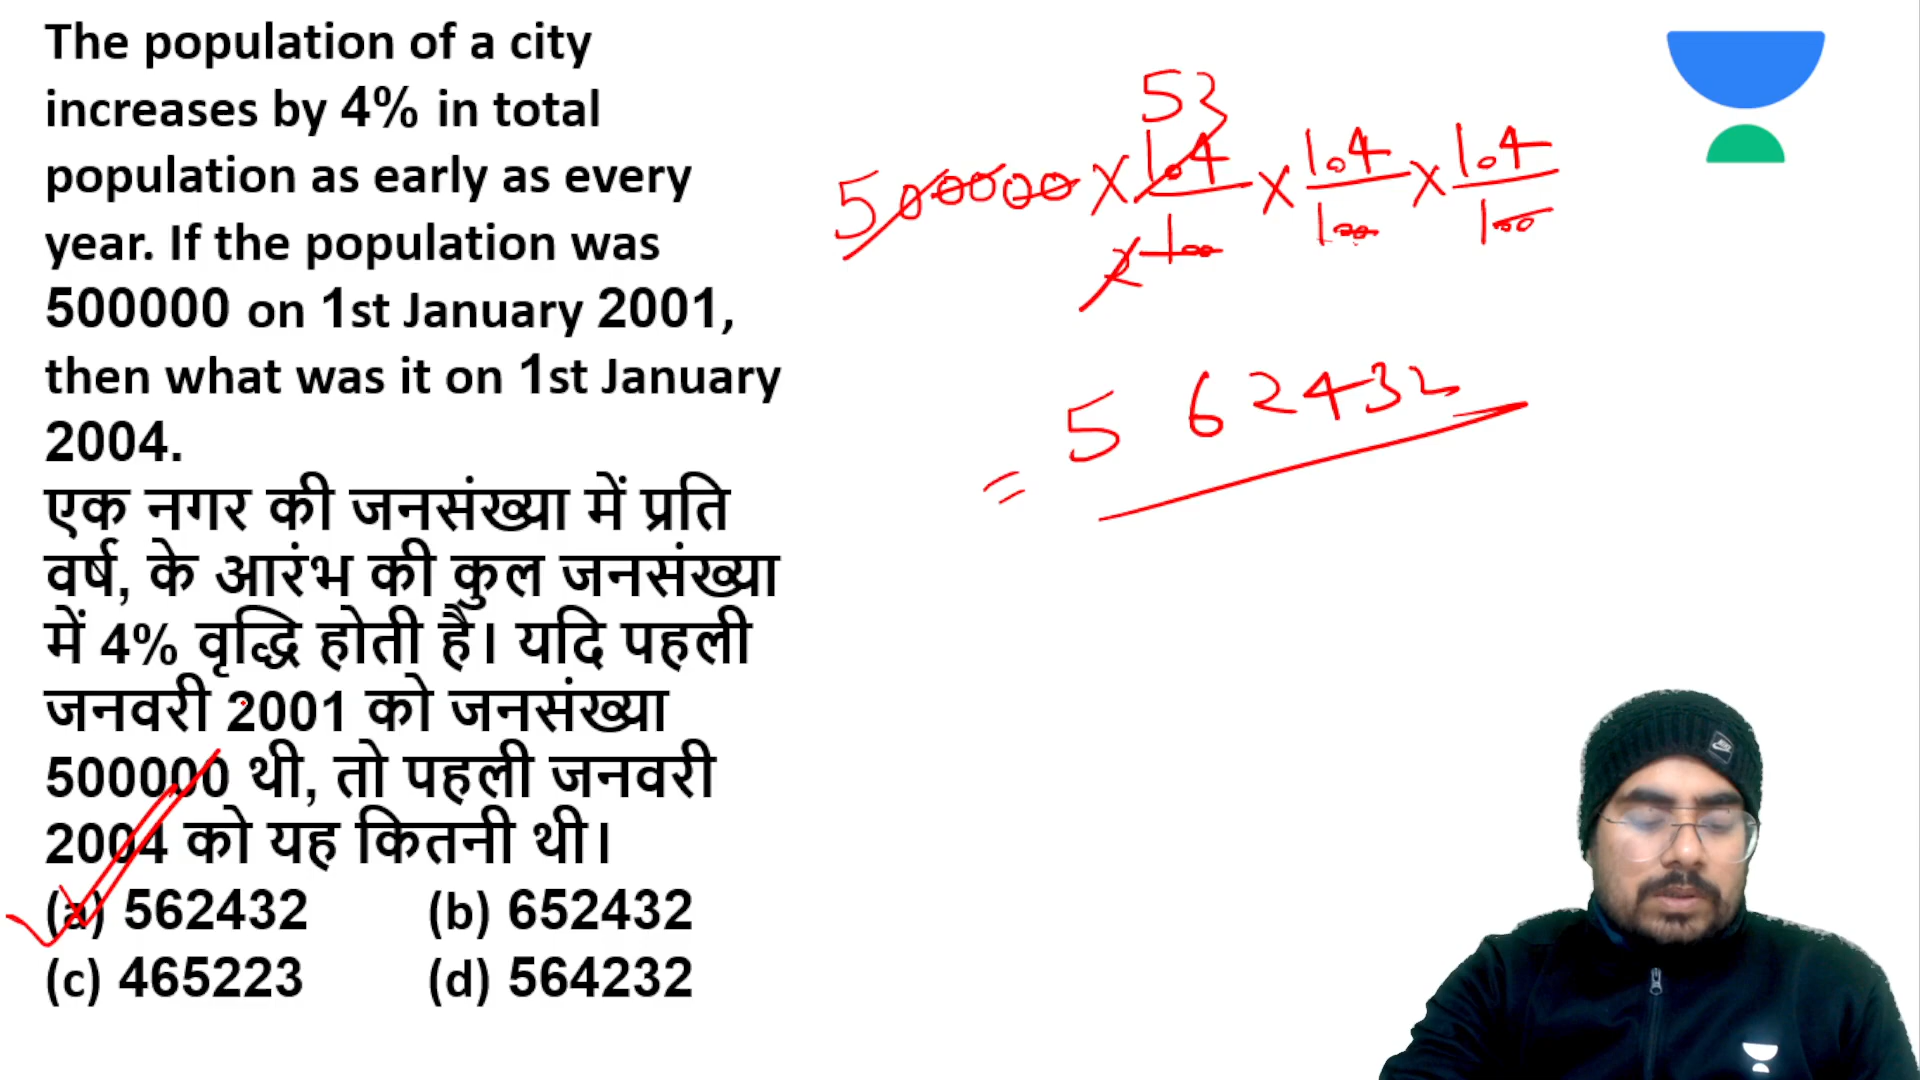 The population of a city
increases by 4% in total
population as early as every
year. If the population was
500000 on 1st January 2001,
then what was it on 1st January
2004.
एक नगर की जनसंख्या में प्रति
वर्ष, के आरंभ की कुल जनसंख्या
में 4% वृद्धि होती है। यदि पहली
जनवरी 2001 को जनसंख्या
500000 थी, तो पहली जनवरी
2004 को यह कितनी थी।
(a) 562432 (b) 652432
(c) 465223 (d) 564232
53
500000 × 104 × 104 × 104
100 100 100
2
= 562432